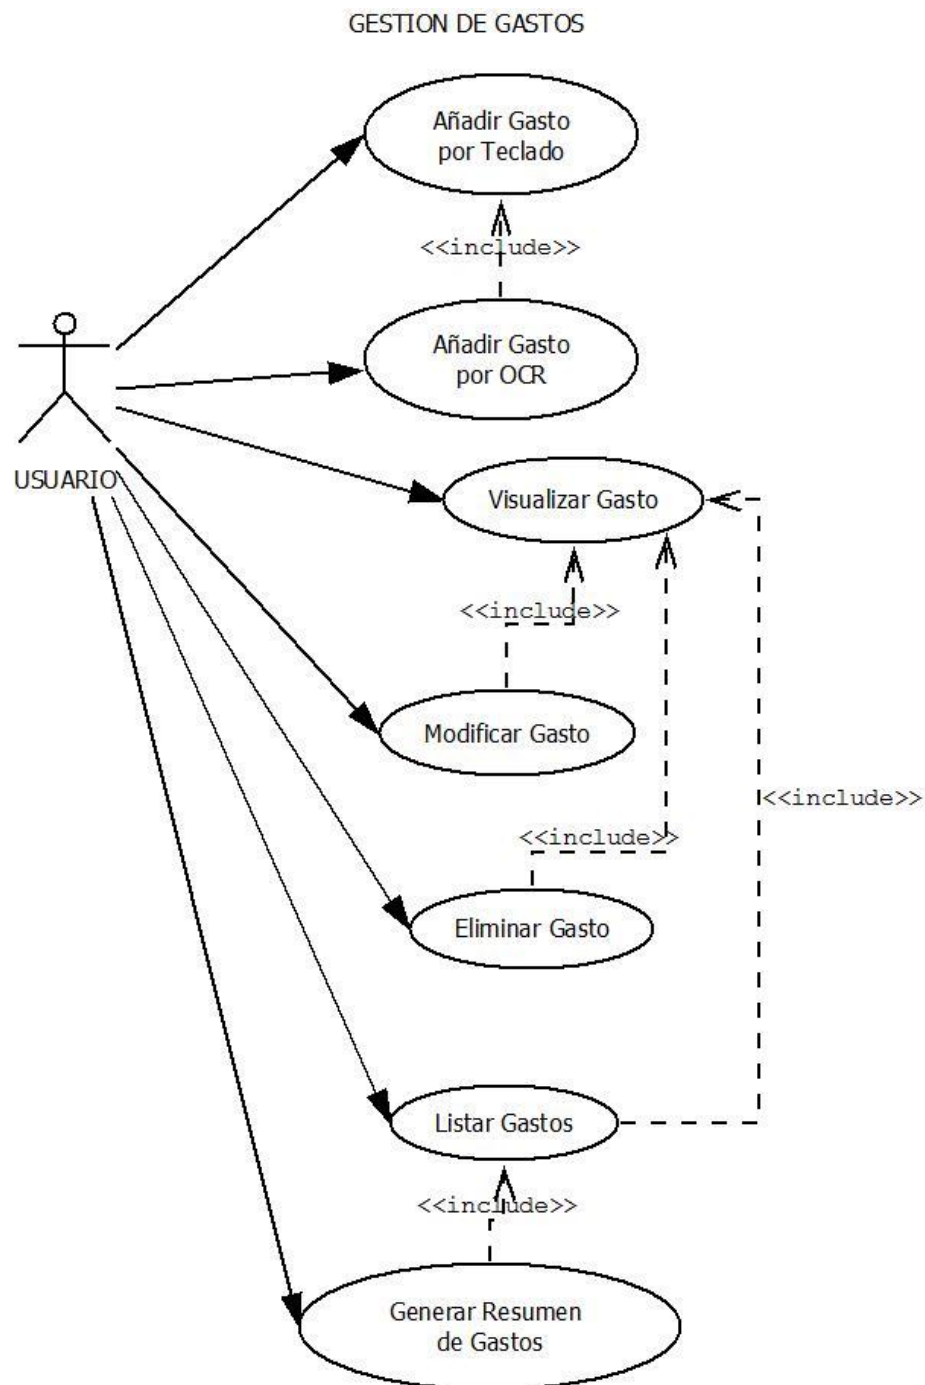 GESTION DE GASTOS
Añadir Gasto
por Teclado
<<include>>
Añadir Gasto
por OCR
USUARIO
Visualizar Gasto
<<include>>
Modificar Gasto
<<include>>
<<include>>
Eliminar Gasto
Listar Gastos
<<include>>
Generar Resumen
de Gastos